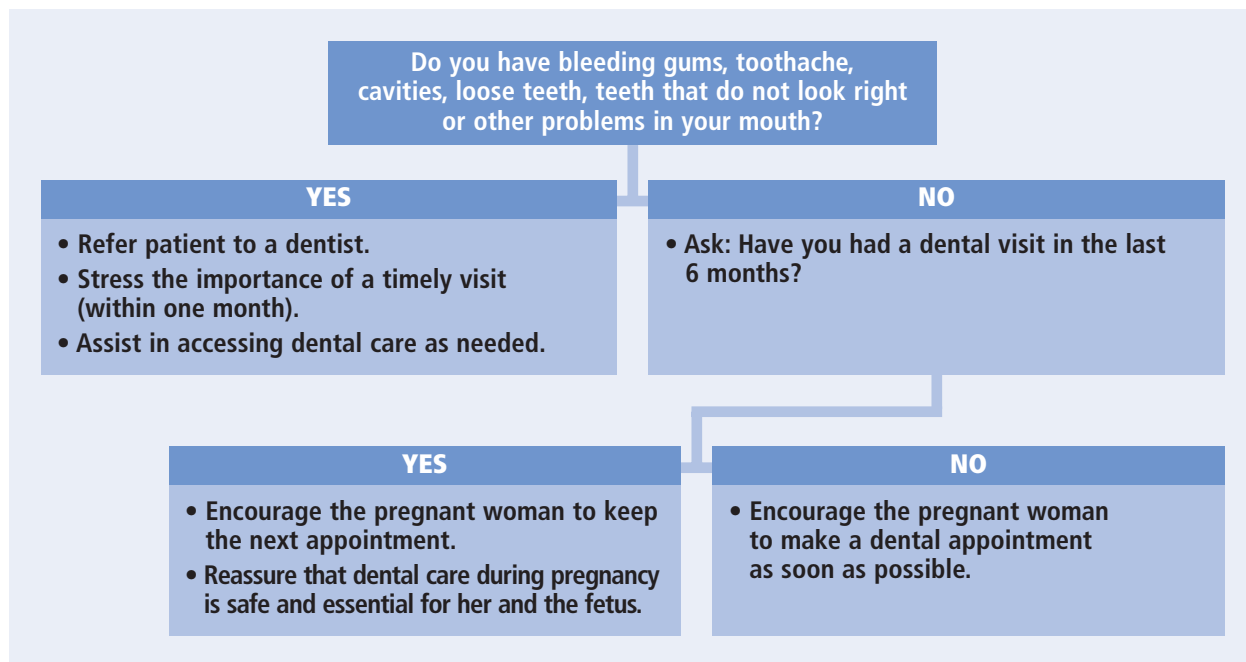 Do you have bleeding gums, toothache,
cavities, loose teeth, teeth that do not look right
or other problems in your mouth?
YES
• Refer patient to a dentist.
• Stress the importance of a timely visit
(within one month).
• Assist in accessing dental care as needed.
NO
• Ask: Have you had a dental visit in the last
6 months?
YES
• Encourage the pregnant woman to keep
the next appointment.
• Reassure that dental care during pregnancy
is safe and essential for her and the fetus.
NO
• Encourage the pregnant woman
to make a dental appointment
as soon as possible.